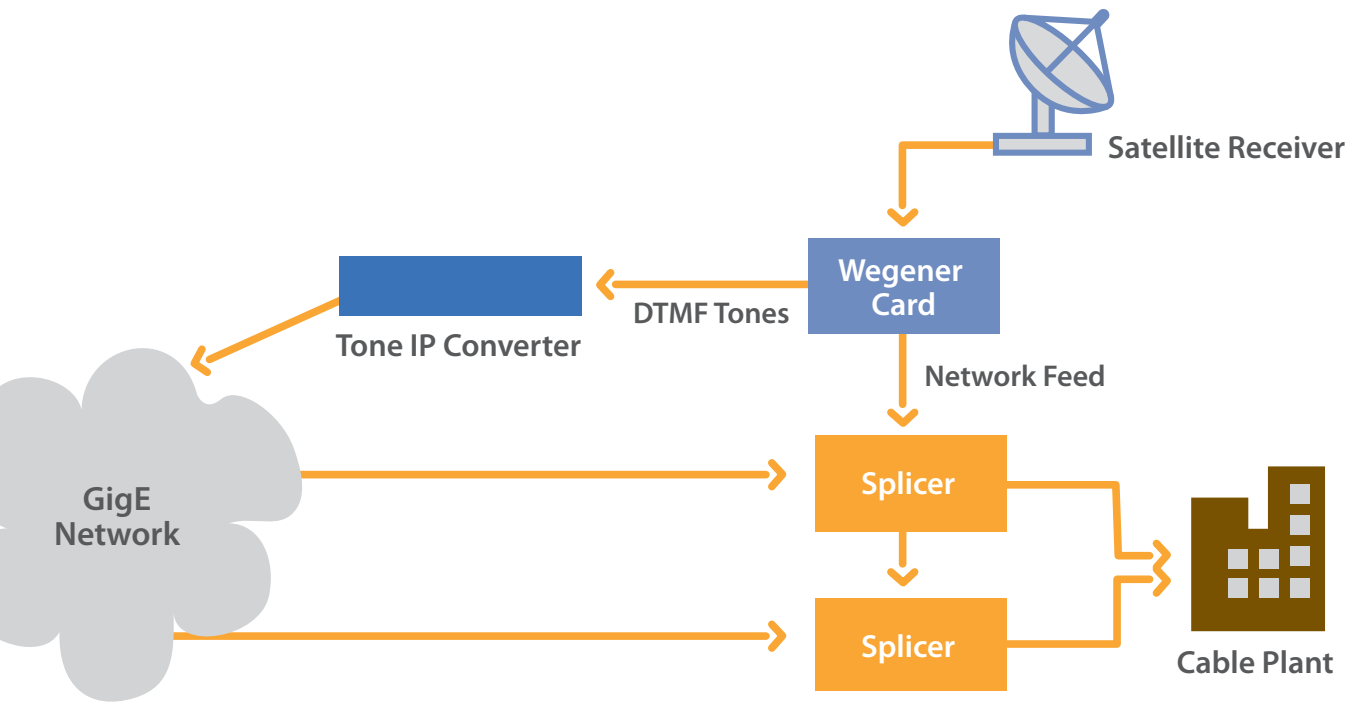 Satellite Receiver
Wegener
Card
DTMF Tones
Tone IP Converter
Network Feed
GigE
Network
Splicer
Splicer
Cable Plant